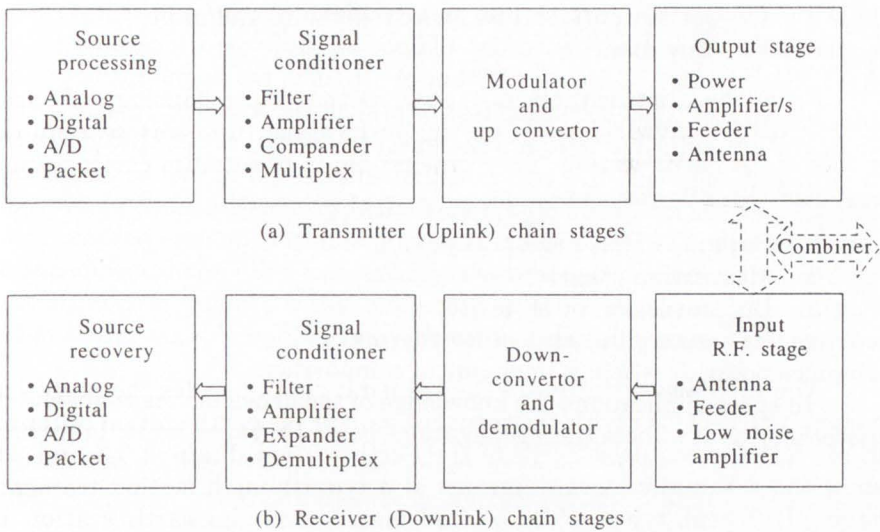 Source
processing
• Analog
• Digital
• A/D
• Packet
Signal
conditioner
• Filter
• Amplifier
• Compander
• Multiplex
Modulator
and
up convertor
Output stage
• Power
• Amplifier/s
• Feeder
• Antenna
(a) Transmitter (Uplink) chain stages
Combiner
Source
recovery
• Analog
• Digital
• A/D
• Packet
Signal
conditioner
• Filter
• Amplifier
• Expander
• Demultiplex
Down-
convertor
and
demodulator
Input
R.F. stage
• Antenna
• Feeder
• Low noise
amplifier
(b) Receiver (Downlink) chain stages